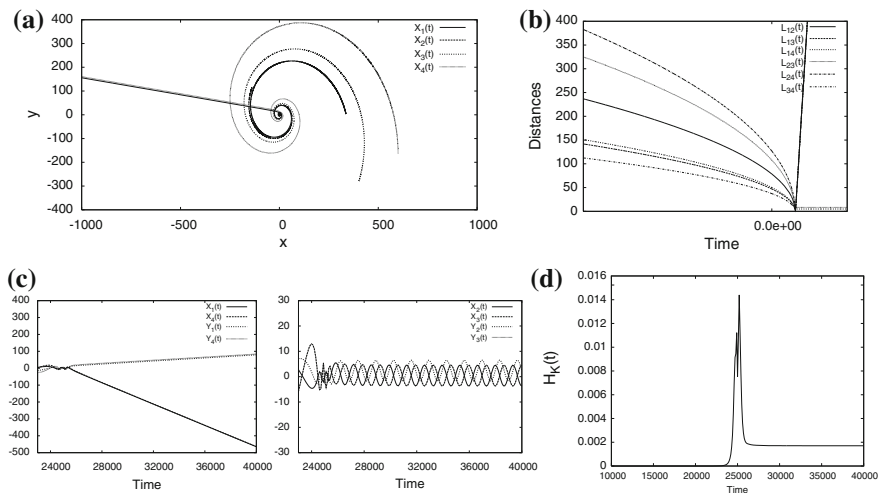 (a)
400
300
200
100
0
-100
-200
-300
-400
y
-1000
-500
0
500
1000
x
X₁(t)
X₂(t)
X₃(t)
X₄(t)
(b)
400
350
300
250
200
150
100
50
0
Distances
0.0e+00
Time
L₁₂(t)
L₁₃(t)
L₁₄(t)
L₂₃(t)
L₂₄(t)
L₃₄(t)
(c)
400
300
200
100
0
-100
-200
-300
-400
-500
24000
28000
32000
36000
40000
Time
X₁(t)
X₄(t)
Y₁(t)
Y₄(t)
30
20
10
0
-10
-20
-30
24000
28000
32000
36000
40000
Time
X₂(t)
X₃(t)
Y₂(t)
Y₃(t)
(d)
0.016
0.014
0.012
0.01
0.008
0.006
0.004
0.002
0
H_K(t)
10000
15000
20000
25000
30000
35000
40000
Time